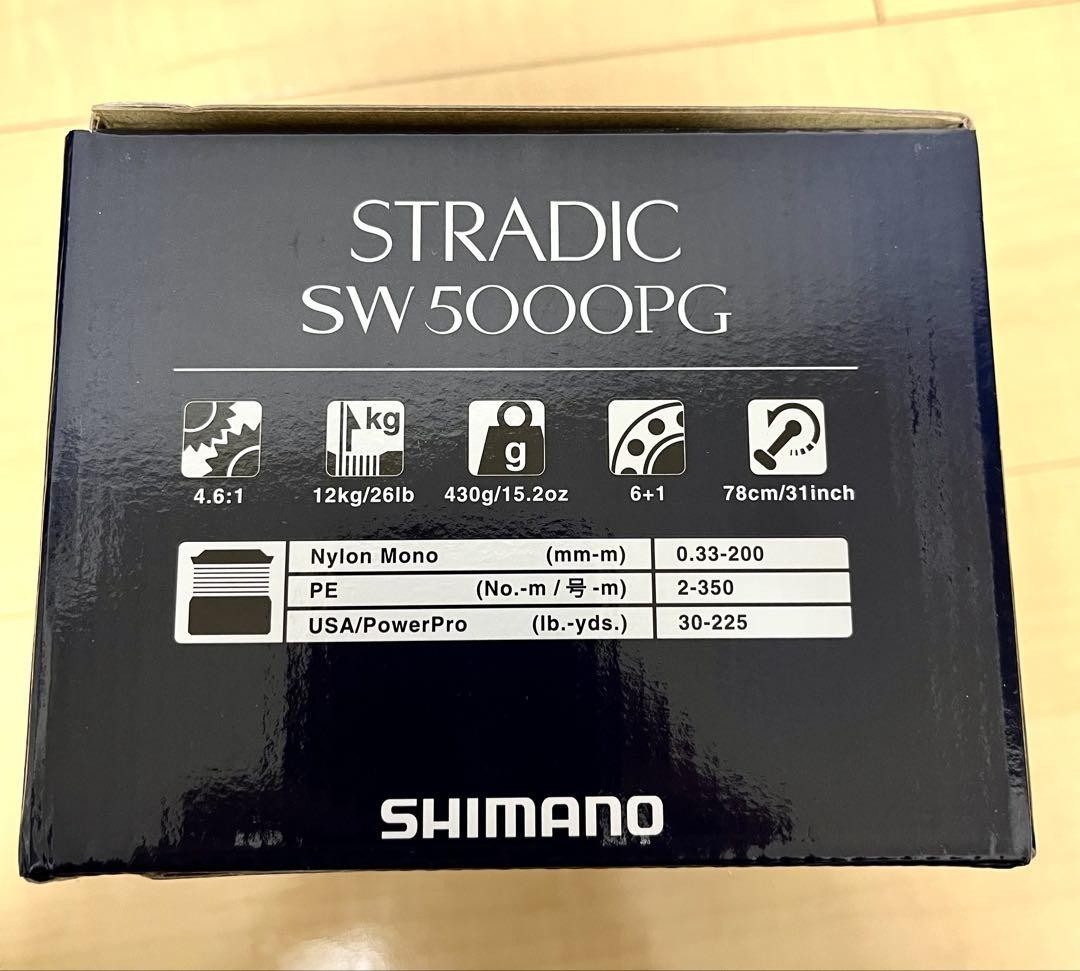 STRADIC
SW 5000PG
kg
g
4.6:1 12kg/26lb 430g/15.2oz 6+1 78cm/31inch
Nylon Mono (mm-m) 0.33-200
PE (No.-m / 号 -m) 2-350
USA/PowerPro (lb.-yds.) 30-225
SHIMANO